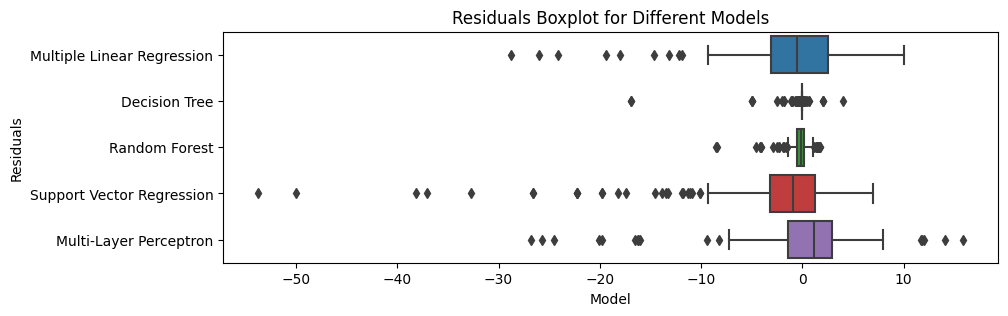 Residuals Boxplot for Different Models
Multiple Linear Regression
Decision Tree
Random Forest
Support Vector Regression
Multi-Layer Perceptron
Residuals
−50 −40 −30 −20 −10 0 10
Model